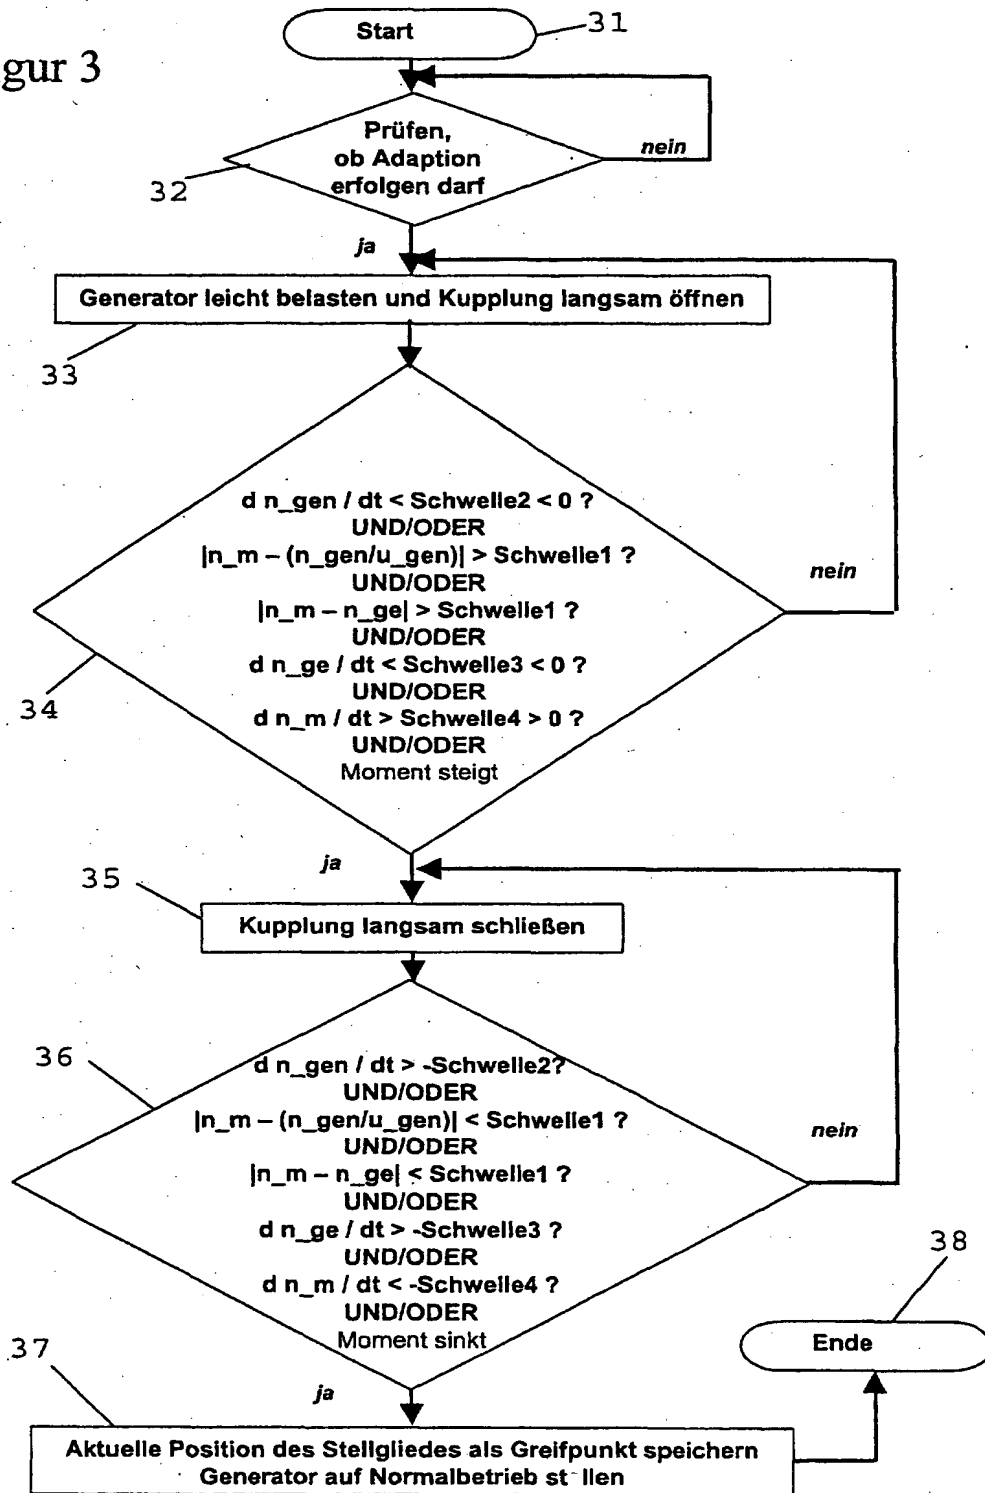 Start
31
gur 3
Prüfen,
ob Adaption
erfolgen darf
nein
32
ja
Generator leicht belasten und Kupplung langsam öffnen
33
d n_gen / dt < Schwelle2 < 0 ?
UND/ODER
|n_m – (n_gen/u_gen)| > Schwelle1 ?
UND/ODER
|n_m – n_ge| > Schwelle1 ?
UND/ODER
d n_ge / dt < Schwelle3 < 0 ?
UND/ODER
d n_m / dt > Schwelle4 > 0 ?
UND/ODER
Moment steigt
nein
34
ja
35
Kupplung langsam schließen
36
d n_gen / dt > -Schwelle2?
UND/ODER
|n_m – (n_gen/u_gen)| < Schwelle1 ?
UND/ODER
|n_m – n_ge| < Schwelle1 ?
UND/ODER
d n_ge / dt > -Schwelle3 ?
UND/ODER
d n_m / dt < -Schwelle4 ?
UND/ODER
Moment sinkt
nein
38
Ende
37
ja
Aktuelle Position des Stellgliedes als Greifpunkt speichern
Generator auf Normalbetrieb st llen